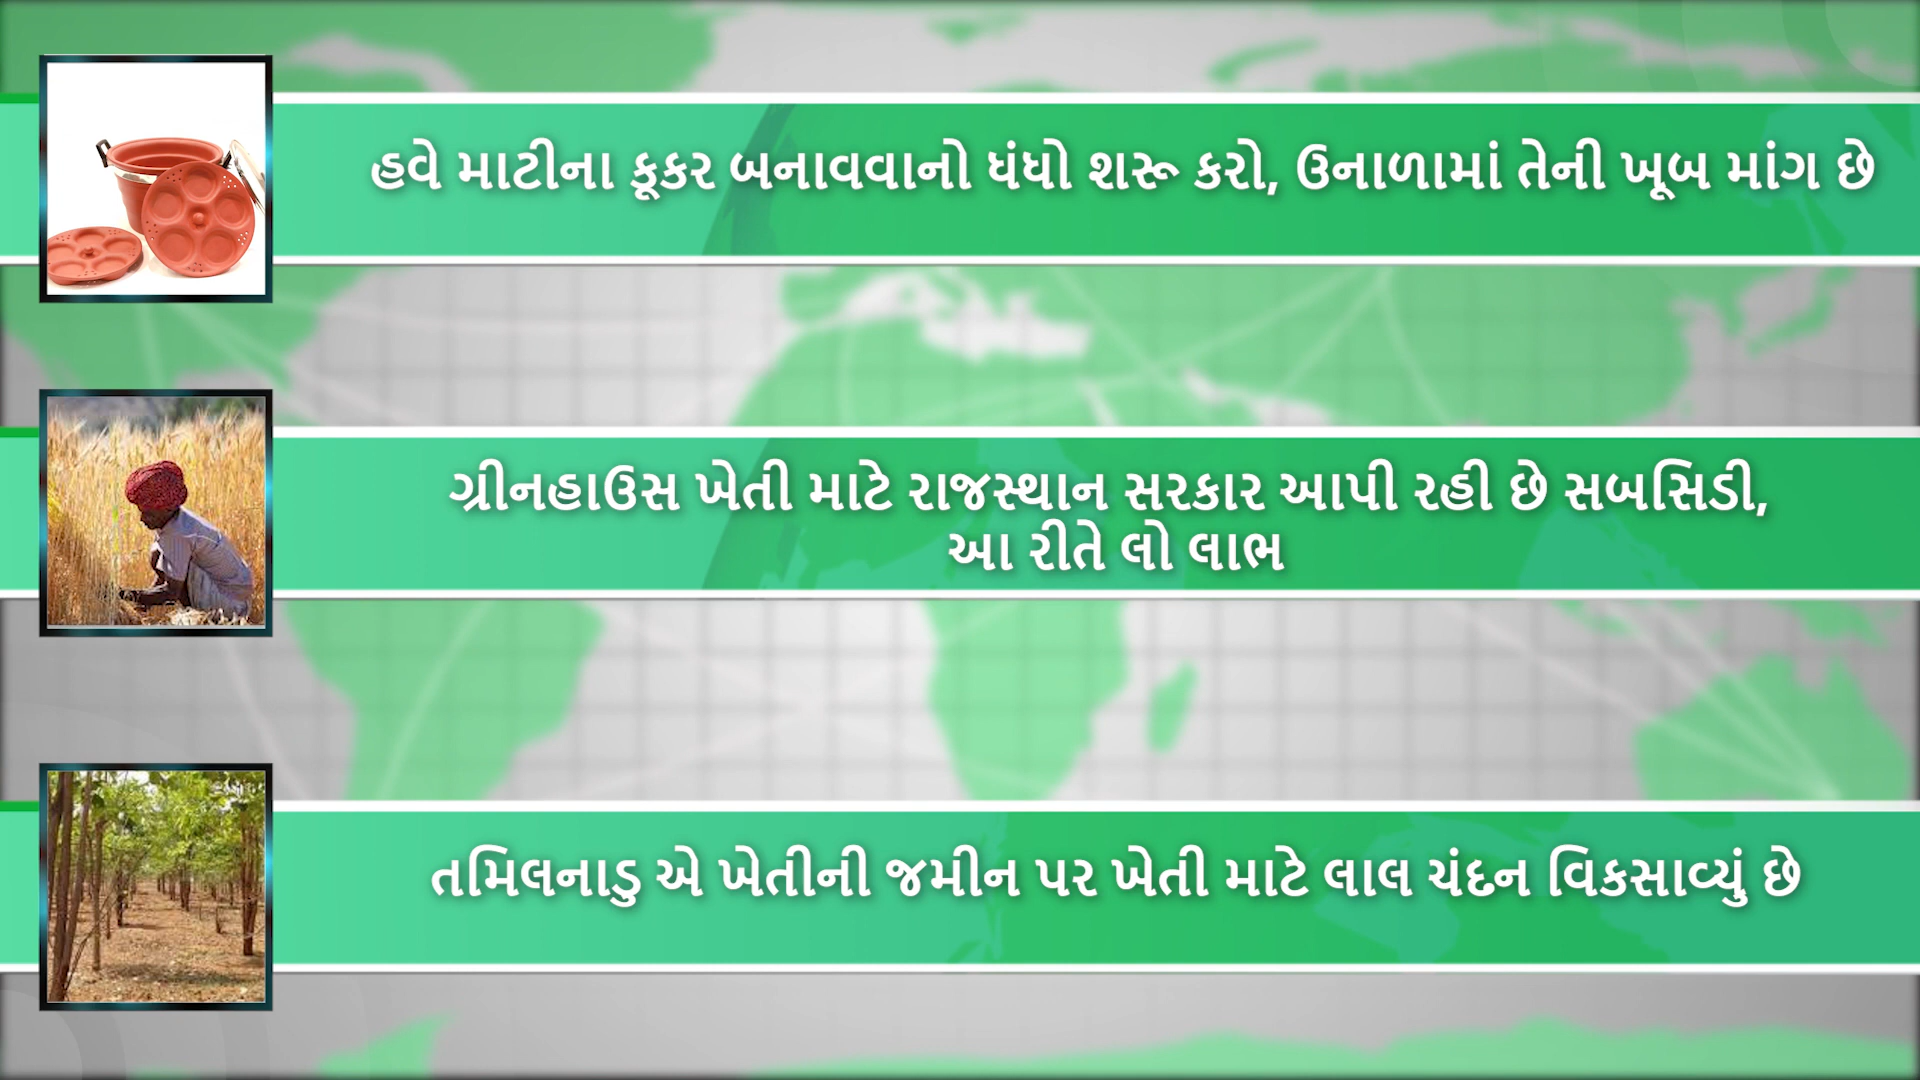 હવે માટીના કૂકર બનાવવાનો ધંધો શરૂ કરો, ઉનાળામાં તેની ખૂબ માંગ છે
ગ્રીનહાઉસ ખેતી માટે રાજસ્થાન સરકાર આપી રહી છે સબસિડી,
આ રીતે લો લાભ
તમિલનાડુ એ ખેતીની જમીન પર ખેતી માટે લાલ ચંદન વિકસાવ્યું છે